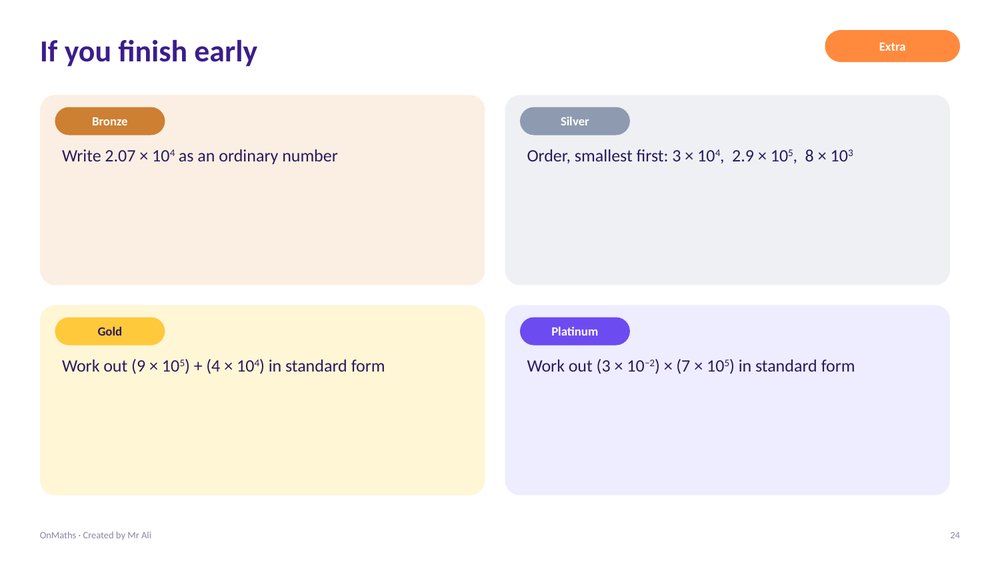 If you finish early
Extra
Bronze
Write 2.07 × 10⁴ as an ordinary number
Silver
Order, smallest first: 3 × 10⁴,  2.9 × 10⁵,  8 × 10³
Gold
Work out (9 × 10⁵) + (4 × 10⁴) in standard form
Platinum
Work out (3 × 10⁻²) × (7 × 10⁵) in standard form
OnMaths · Created by Mr Ali
24